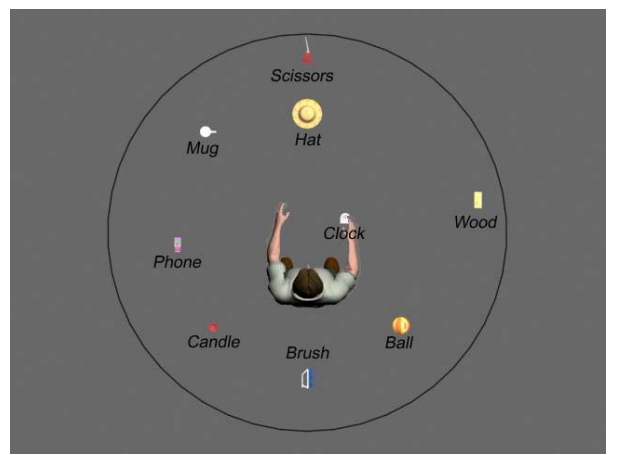 Scissors
Hat
Mug
Wood
Clock
Phone
Candle
Ball
Brush